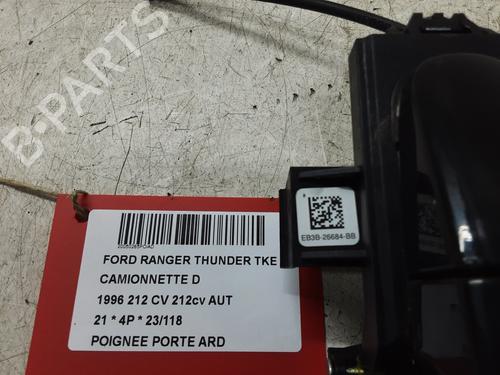 B-PARTS
EB3B-26684-BB
FORD RANGER THUNDER TKE
CAMIONNETTE D
1996 212 CV 212cv AUT
21 * 4P * 23/118
POIGNEE PORTE ARD